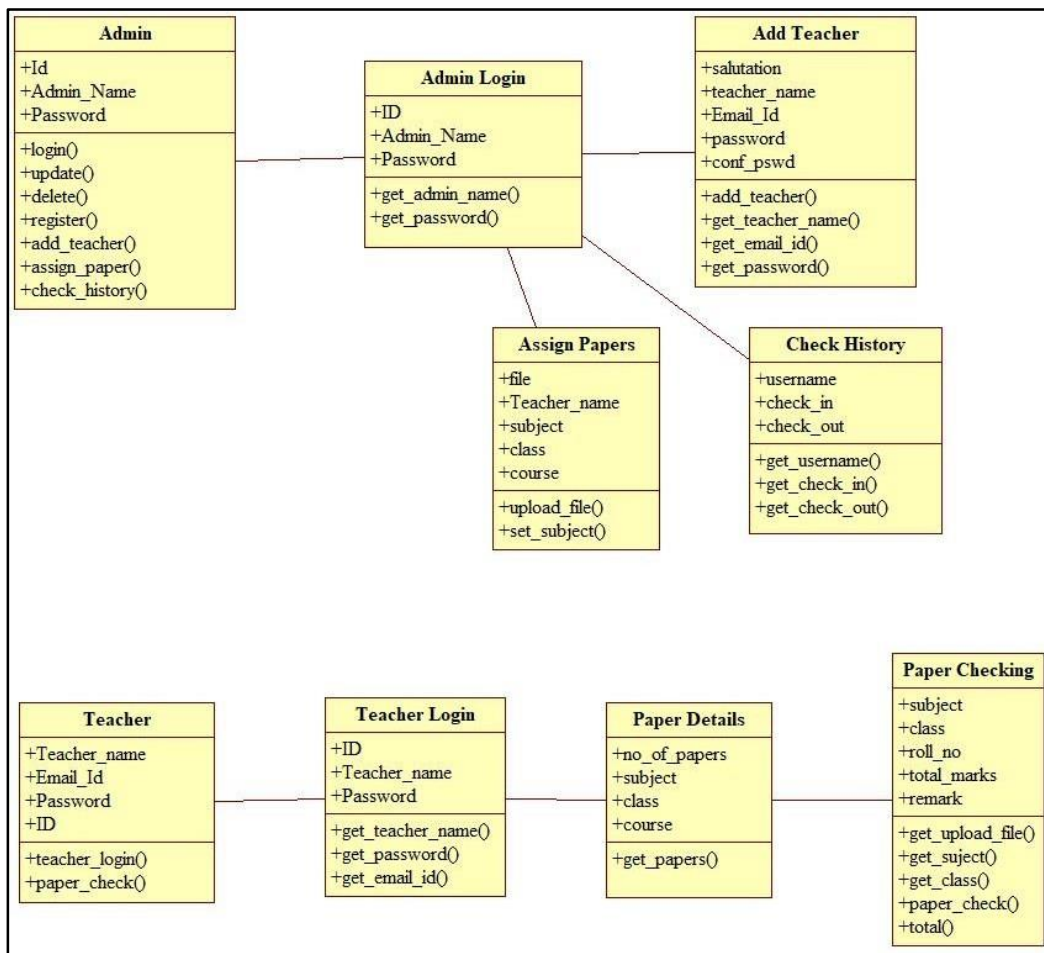 Admin
+Id
+Admin_Name
+Password
+login()
+update()
+delete()
+register()
+add_teacher()
+assign_paper()
+check_history()
Admin Login
+ID
+Admin_Name
+Password
+get_admin_name()
+get_password()
Add Teacher
+salutation
+teacher_name
+Email_Id
+password
+conf_pswd
+add_teacher()
+get_teacher_name()
+get_email_id()
+get_password()
Assign Papers
+file
+Teacher_name
+subject
+class
+course
+upload_file()
+set_subject()
Check History
+username
+check_in
+check_out
+get_username()
+get_check_in()
+get_check_out()
Teacher
+Teacher_name
+Email_Id
+Password
+ID
+teacher_login()
+paper_check()
Teacher Login
+ID
+Teacher_name
+Password
+get_teacher_name()
+get_password()
+get_email_id()
Paper Details
+no_of_papers
+subject
+class
+course
+get_papers()
Paper Checking
+subject
+class
+roll_no
+total_marks
+remark
+get_upload_file()
+get_suject()
+get_class()
+paper_check()
+total()